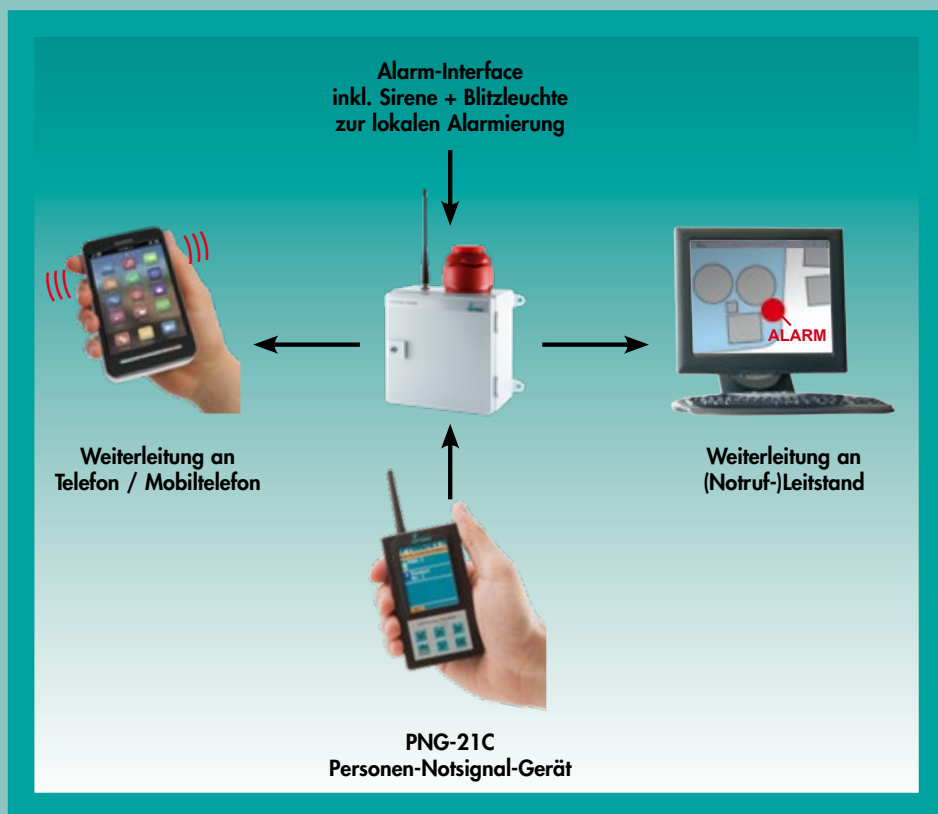 Alarm-Interface
inkl. Sirene + Blitzleuchte
zur lokalen Alarmierung
ALARM
Weiterleitung an
Telefon / Mobiltelefon
Weiterleitung an
(Notruf-)Leitstand
PNG-21C
Personen-Notsignal-Gerät